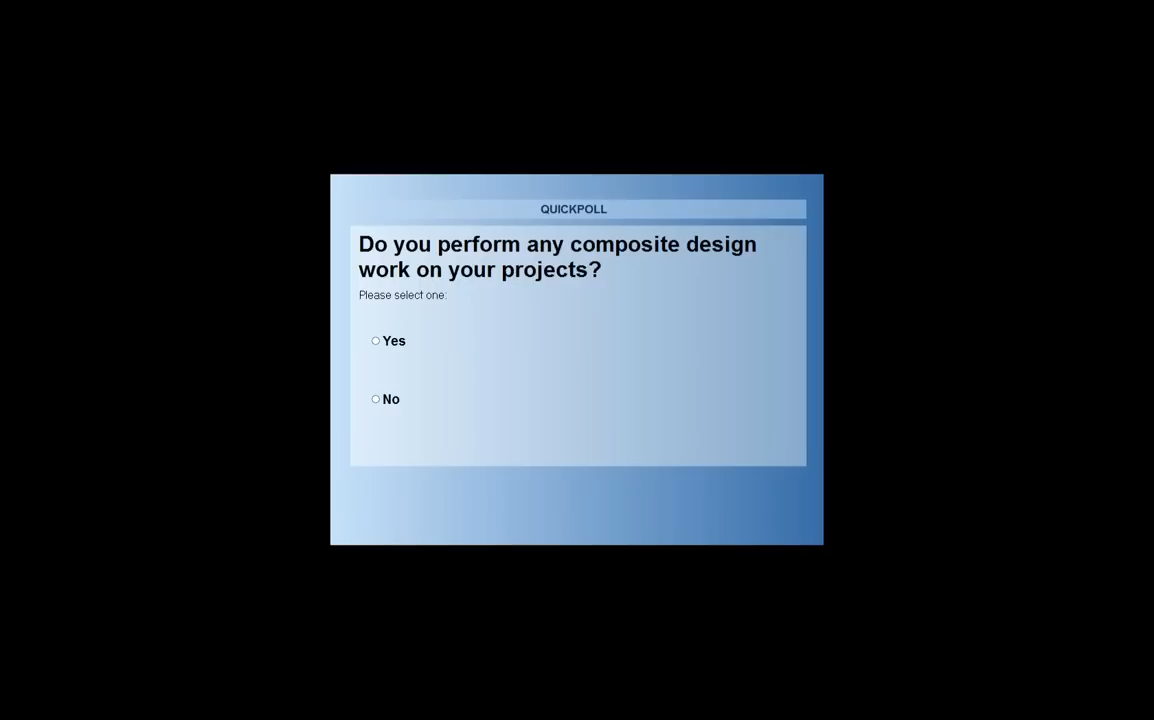 QUICKPOLL
Do you perform any composite design
work on your projects?
Please select one:
Yes
No